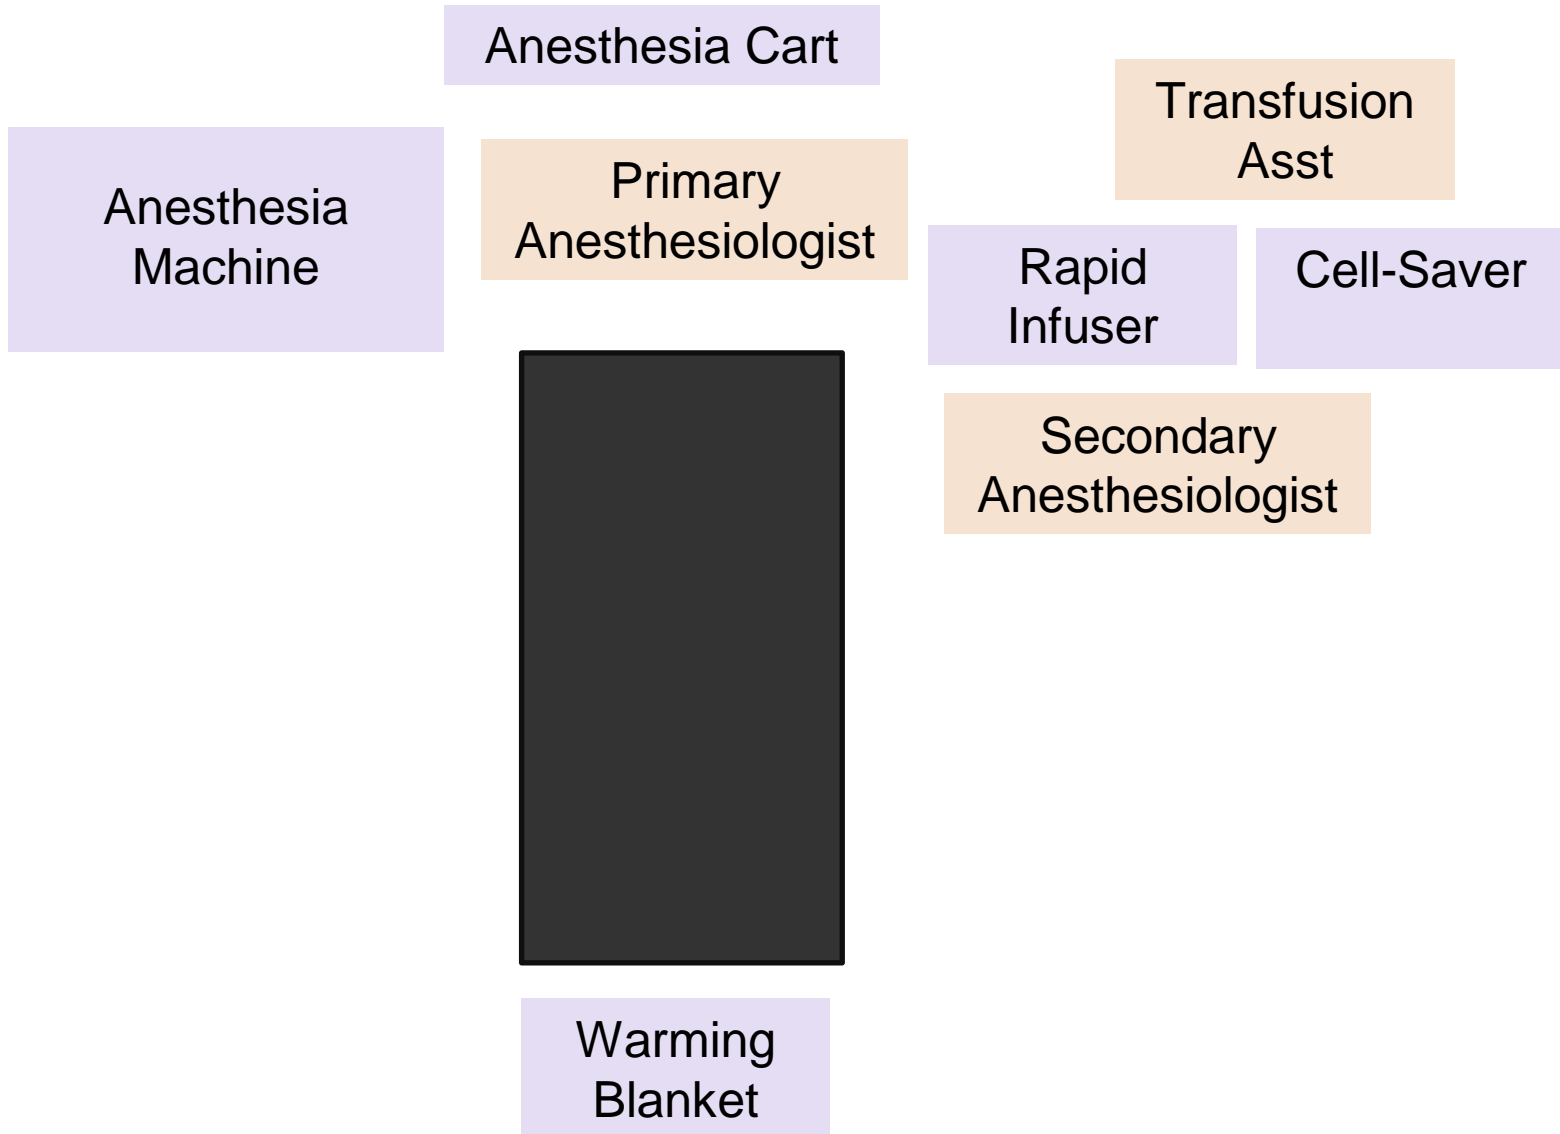 Anesthesia Cart
Transfusion
Asst
Anesthesia
Machine
Primary
Anesthesiologist
Rapid
Infuser
Cell-Saver
Secondary
Anesthesiologist
Warming
Blanket